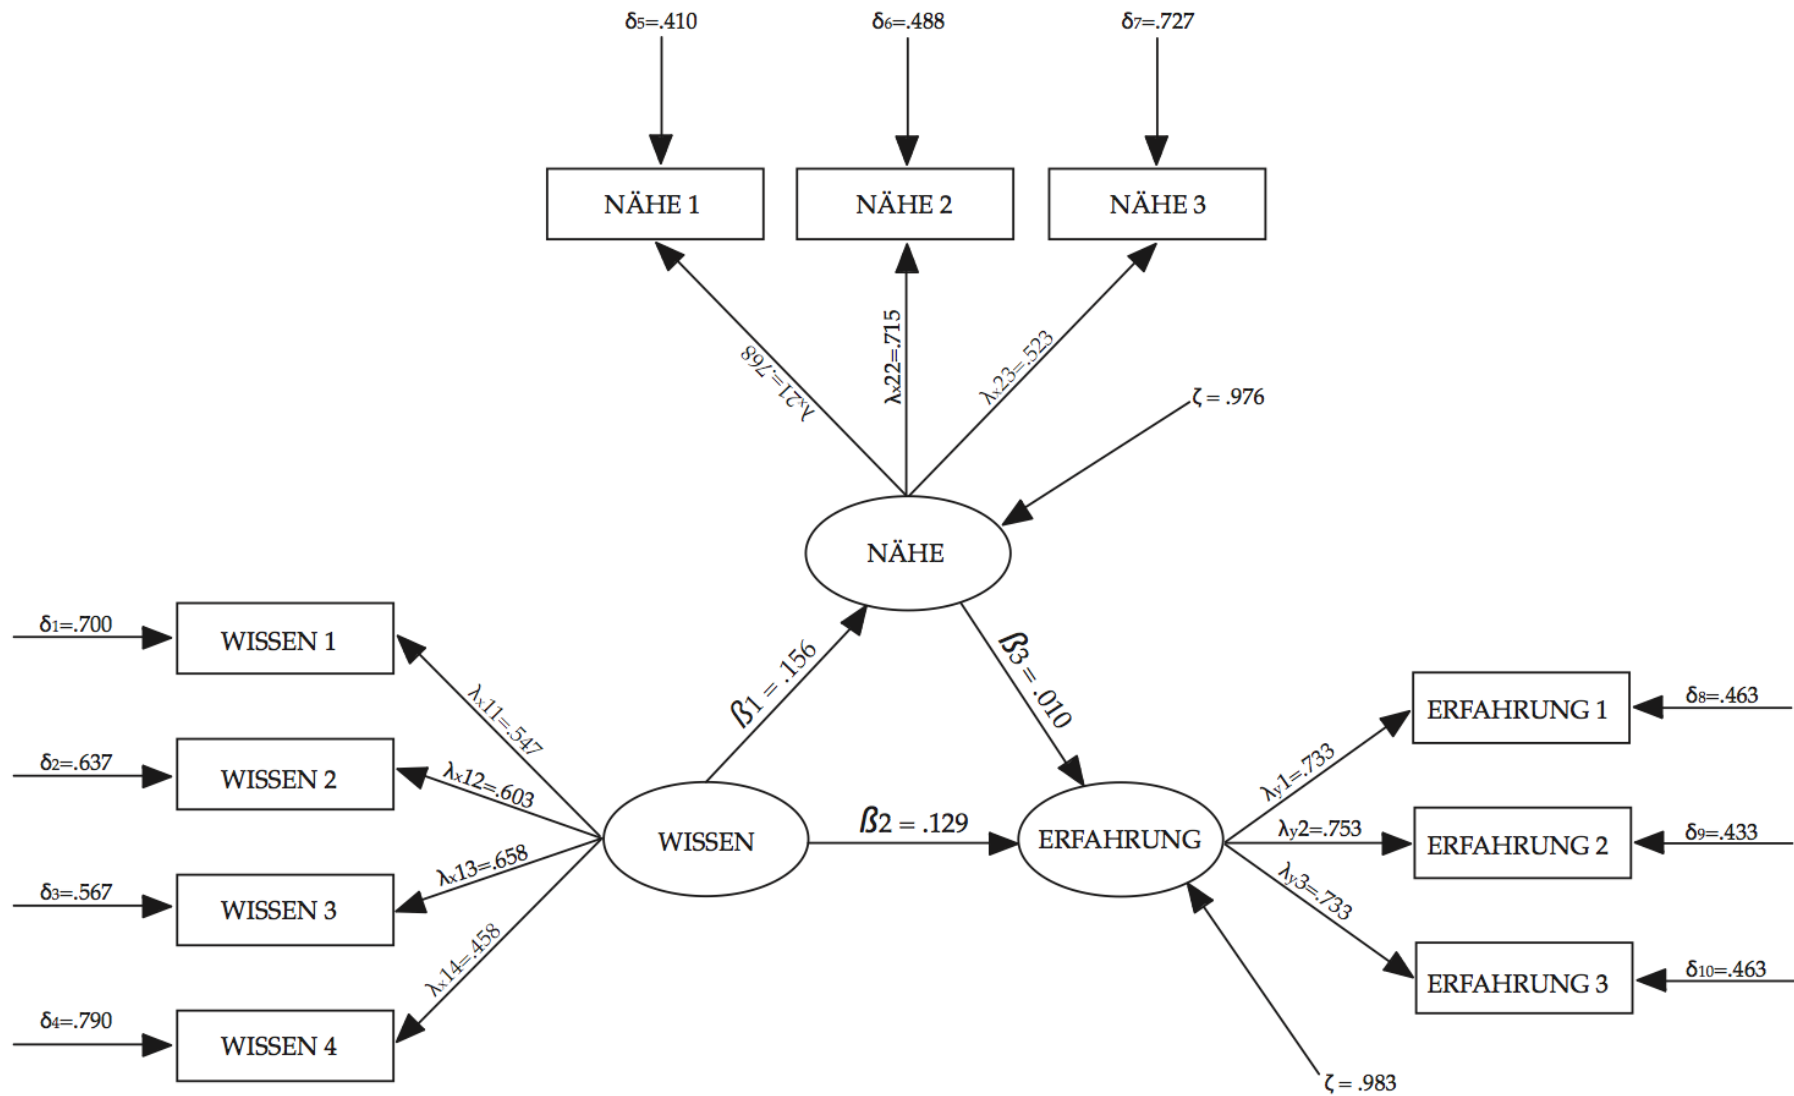 δ5=.410
δ6=.488
δ7=.727
NÄHE 1
NÄHE 2
NÄHE 3
λx21=.768
λx22=.715
λx23=.523
ζ = .976
NÄHE
δ1=.700
WISSEN 1
λx11=.547
ß1 = .156
ß3 = .010
δ2=.637
WISSEN 2
λx12=.603
δ3=.567
WISSEN 3
λx13=.658
δ4=.790
WISSEN 4
λx14=.458
WISSEN
ß2 = .129
ERFAHRUNG
λy1=.733
ERFAHRUNG 1
δ8=.463
λy2=.753
ERFAHRUNG 2
δ9=.433
λy3=.733
ERFAHRUNG 3
δ10=.463
ζ = .983